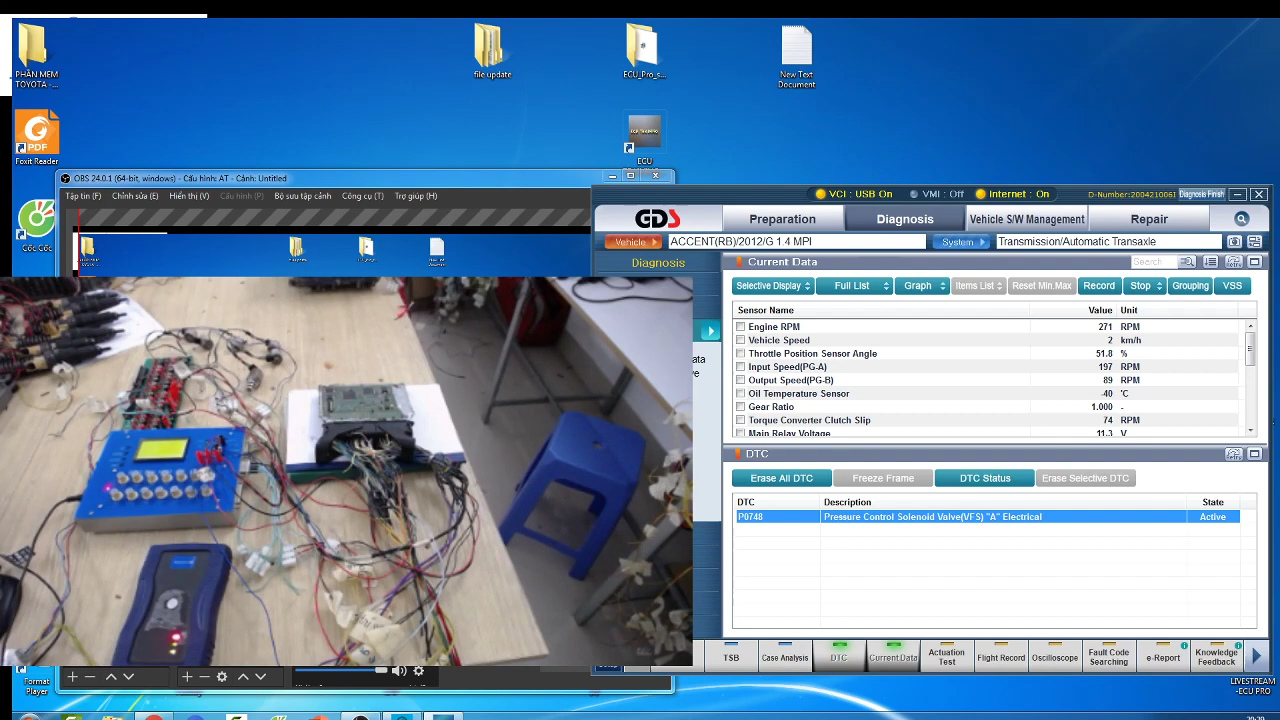 PHẦN MEM
TOYOTA -...
file update
ECU_Pro_s...
New Text
Document
PDF
Foxit Reader
ECU
OBS 24.0.1 (64-bit, windows) - Cấu hình: AT - Cảnh: Untitled
Tập tin (F)
Chỉnh sửa (E)
Hiển thị (V)
Cấu hình (P)
Bộ sưu tập cảnh
Công cụ (T)
Trợ giúp (H)
Cốc Cốc
VCI : USB On
VMI : Off
Internet : On
D-Number:200421006I
Diagnosis Finish
GDS
Preparation
Diagnosis
Vehicle S/W Management
Repair
Vehicle
ACCENT(RB)/2012/G 1.4 MPI
System
Transmission/Automatic Transaxle
Diagnosis
Current Data
Search
Selective Display
Full List
Graph
Items List
Reset Min.Max
Record
Stop
Grouping
VSS
Sensor Name Value Unit
Engine RPM 271 RPM
Vehicle Speed 2 km/h
Throttle Position Sensor Angle 51.8 %
Input Speed(PG-A) 197 RPM
Output Speed(PG-B) 89 RPM
Oil Temperature Sensor -40 'C
Gear Ratio 1.000 -
Torque Converter Clutch Slip 74 RPM
Main Relay Voltage 11.3 V
DTC
Erase All DTC
Freeze Frame
DTC Status
Erase Selective DTC
DTC Description State
P0748 Pressure Control Solenoid Valve(VFS) "A" Electrical Active
TSB
Case Analysis
DTC
Current Data
Actuation
Test
Flight Record
Oscilloscope
Fault Code
Searching
e-Report
Knowledge
Feedback
Format
Player
LIVESTREAM
-ECU PRO